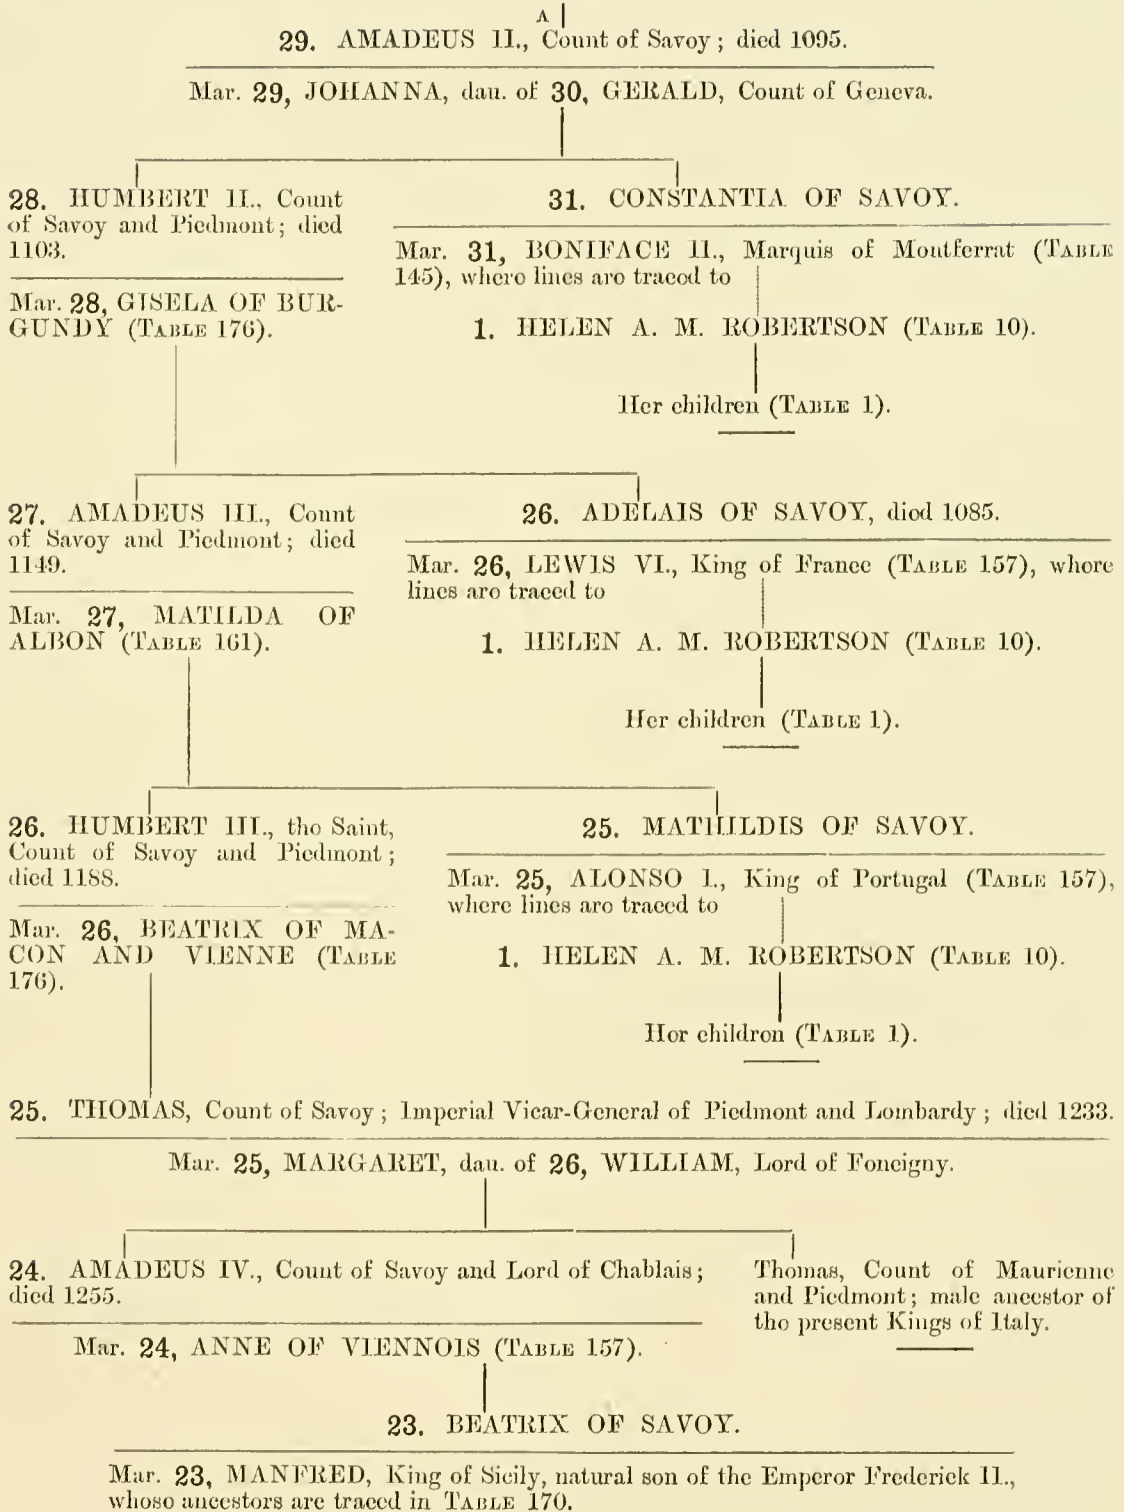 A
29. AMADEUS II., Count of Savoy; died 1095.
Mar. 29, JOHANNA, dau. of 30, GERALD, Count of Geneva.
28. HUMBERT II., Count
of Savoy and Piedmont; died
1103.
Mar. 28, GISELA OF BUR-
GUNDY (TABLE 176).
31. CONSTANTIA OF SAVOY.
Mar. 31, BONIFACE II., Marquis of Montferrat (TABLE
145), where lines are traced to
1. HELEN A. M. ROBERTSON (TABLE 10).
Her children (TABLE 1).
27. AMADEUS III., Count
of Savoy and Piedmont; died
1149.
Mar. 27, MATILDA OF
ALBON (TABLE 161).
26. ADELAIS OF SAVOY, died 1085.
Mar. 26, LEWIS VI., King of France (TABLE 157), where
lines are traced to
1. HELEN A. M. ROBERTSON (TABLE 10).
Her children (TABLE 1).
26. HUMBERT III., the Saint,
Count of Savoy and Piedmont;
died 1188.
Mar. 26, BEATRIX OF MA-
CON AND VIENNE (TABLE
176).
25. MATHILDIS OF SAVOY.
Mar. 25, ALONSO I., King of Portugal (TABLE 157),
where lines are traced to
1. HELEN A. M. ROBERTSON (TABLE 10).
Her children (TABLE 1).
25. THOMAS, Count of Savoy; Imperial Vicar-General of Piedmont and Lombardy; died 1233.
Mar. 25, MARGARET, dau. of 26, WILLIAM, Lord of Foncigny.
24. AMADEUS IV., Count of Savoy and Lord of Chablais;
died 1255.
Mar. 24, ANNE OF VIENNOIS (TABLE 157).
Thomas, Count of Maurienne
and Piedmont; male ancestor of
the present Kings of Italy.
23. BEATRIX OF SAVOY.
Mar. 23, MANFRED, King of Sicily, natural son of the Emperor Frederick II.,
whose ancestors are traced in TABLE 170.